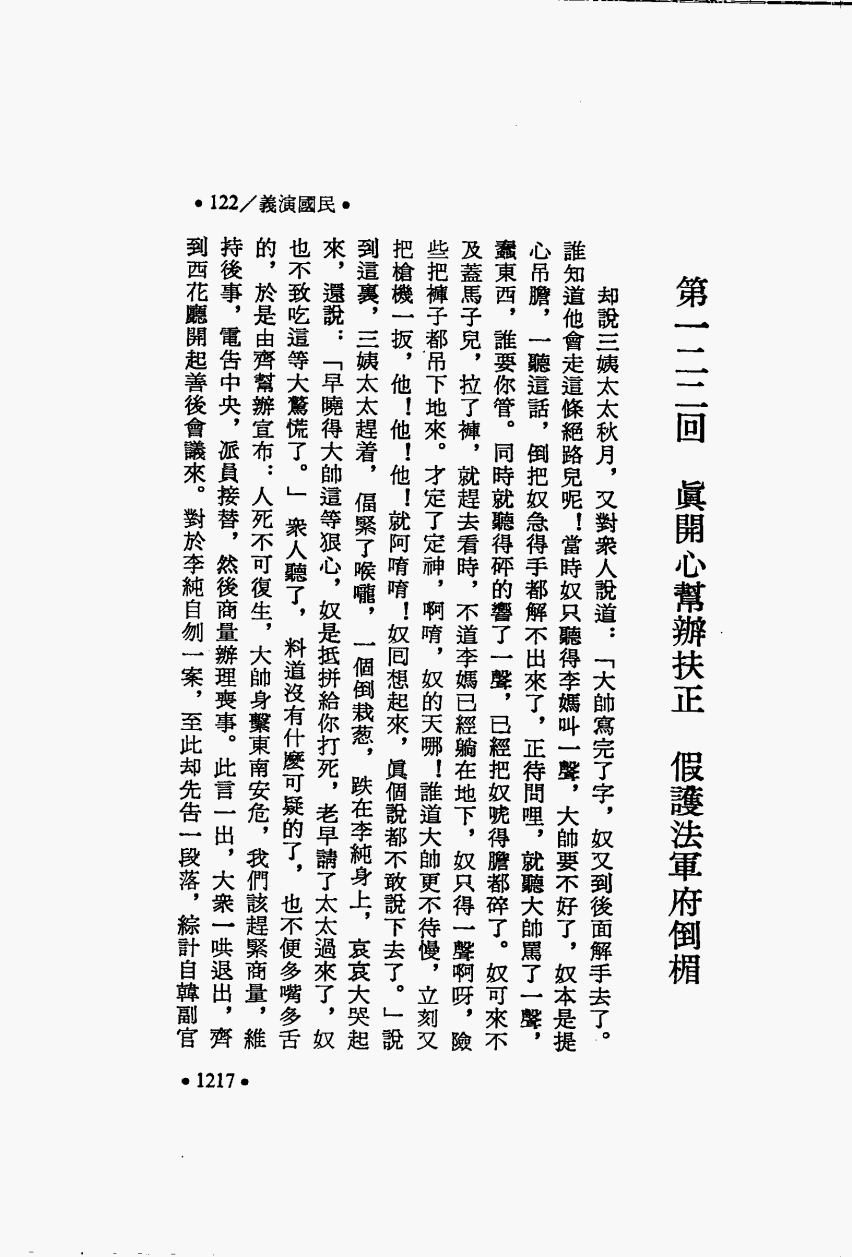 •122／義演國民•
第一二二回　眞開心幫辦扶正　假護法軍府倒楣
却說三姨太太秋月，又對衆人說道：「大帥寫完了字，奴又到後面解手去了。
誰知道他會走這條絕路兒呢！當時奴只聽得李媽叫一聲，大帥要不好了，奴本是提
心吊膽，一聽這話，倒把奴急得手都解不出來了，正待問哩，就聽大帥罵了一聲，
蠢東西，誰要你管。同時就聽得砰的響了一聲，已經把奴唬得膽都碎了。奴可來不
及蓋馬子兒，拉了褲，就趕去看時，不道李媽已經躺在地下，奴只得一聲啊呀，險
些把褲子都吊下地來。才定了定神，啊唷，奴的天哪！誰道大帥更不待慢，立刻又
把槍機一扳，他！他！他！就阿唷唷！奴囘想起來，眞個說都不敢說下去了。」說
到這裏，三姨太太趕着，偪緊了喉嚨，一個倒栽葱，跌在李純身上，哀哀大哭起
來，還說：「早曉得大帥這等狠心，奴是抵拼給你打死，老早請了太太過來了，奴
也不致吃這等大驚慌了。」衆人聽了，料道沒有什麼可疑的了，也不便多嘴多舌
的，於是由齊幫辦宣布：人死不可復生，大帥身繫東南安危，我們該趕緊商量，維
持後事，電告中央，派員接替，然後商量辦理喪事。此言一出，大衆一哄退出，齊
到西花廳開起善後會議來。對於李純自刎一案，至此却先告一段落，綜計自韓副官
•1217•